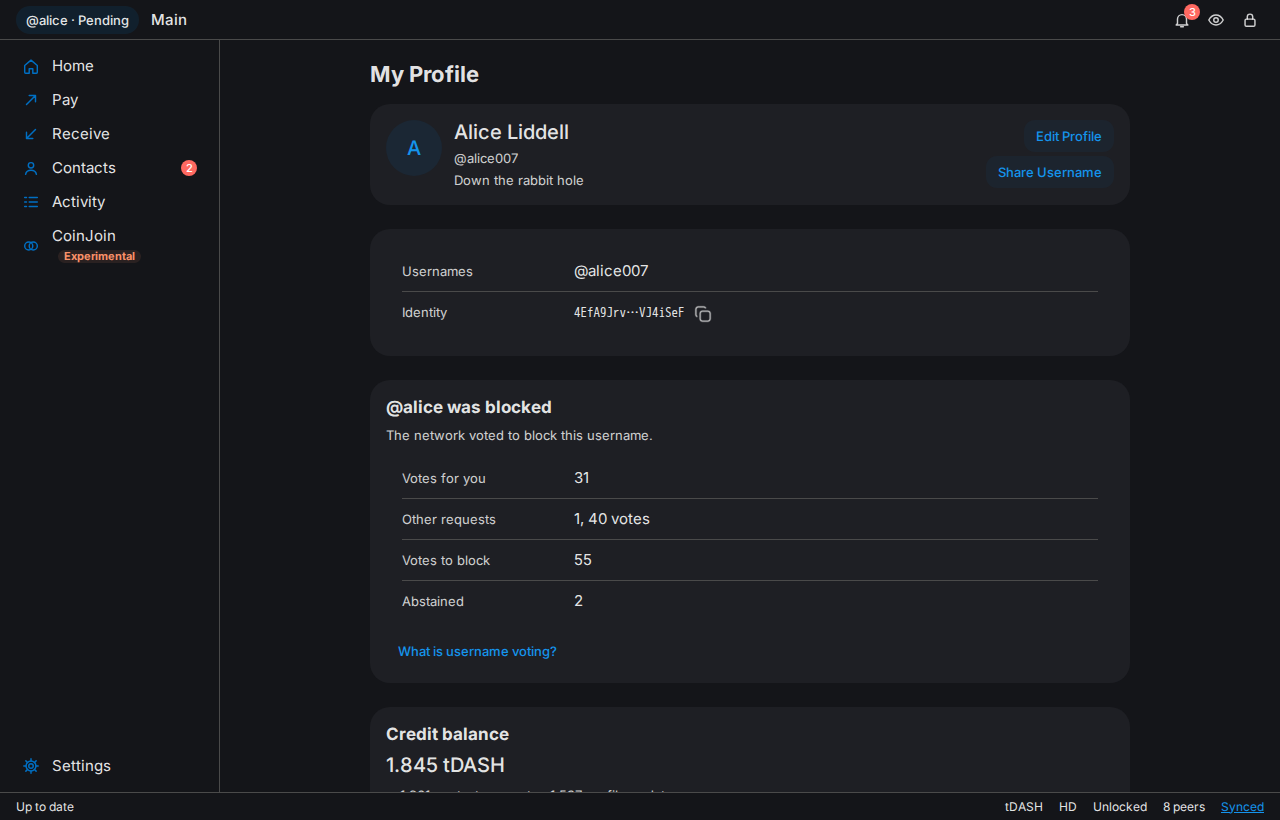 @alice · Pending
Main
3
Home
Pay
Receive
Contacts
2
Activity
CoinJoin
Experimental
Settings
My Profile
A
Alice Liddell
@alice007
Down the rabbit hole
Edit Profile
Share Username
Usernames @alice007
Identity 4EfA9Jrv⋯VJ4iSeF
@alice was blocked
The network voted to block this username.
Votes for you 31
Other requests 1, 40 votes
Votes to block 55
Abstained 2
What is username voting?
Credit balance
1.845 tDASH
Up to date
tDASH HD Unlocked 8 peers Synced